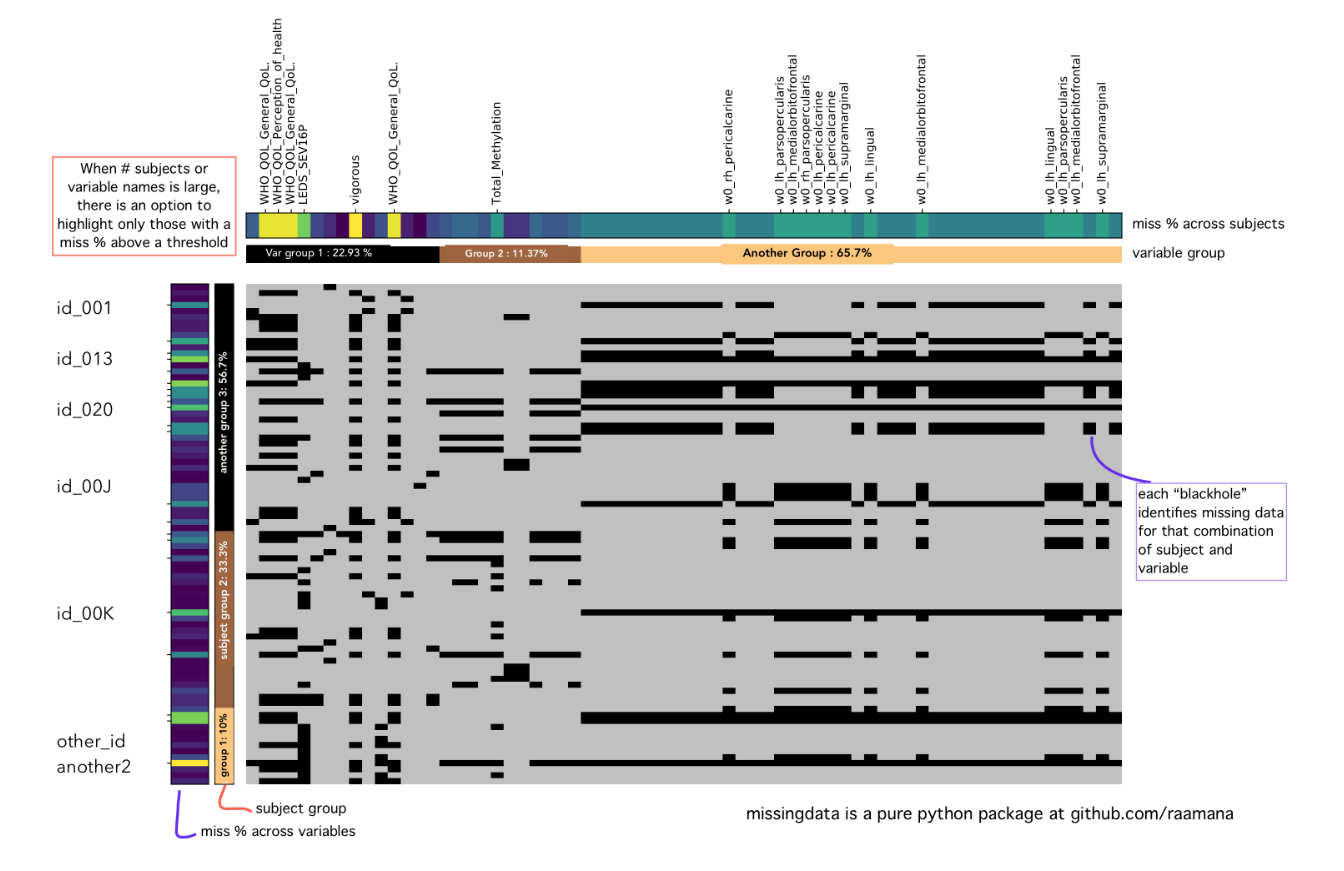 WHO_QOL_General_QoL.
WHO_QOL_Perception_of_health
WHO_QOL_General_QoL.
LEDS_SEV16P
vigorous
WHO_QOL_General_QoL.
Total_Methylation
w0_rh_pericalcarine
w0_lh_parsopercularis
w0_lh_medialorbitofrontal
w0_rh_parsopercularis
w0_lh_pericalcarine
w0_lh_pericalcarine
w0_lh_supramarginal
w0_lh_lingual
w0_lh_medialorbitofrontal
w0_lh_lingual
w0_lh_parsopercularis
w0_lh_medialorbitofrontal
w0_lh_supramarginal
When # subjects or
variable names is large,
there is an option to
highlight only those with a
miss % above a threshold
miss % across subjects
Var group 1 : 22.93 %
Group 2 : 11.37%
Another Group : 65.7%
variable group
id_001
id_013
id_020
id_00J
id_00K
other_id
another2
another group 3: 56.7%
subject group 2: 33.3%
group 1: 10%
each “blackhole”
identifies missing data
for that combination
of subject and
variable
subject group
miss % across variables
missingdata is a pure python package at github.com/raamana